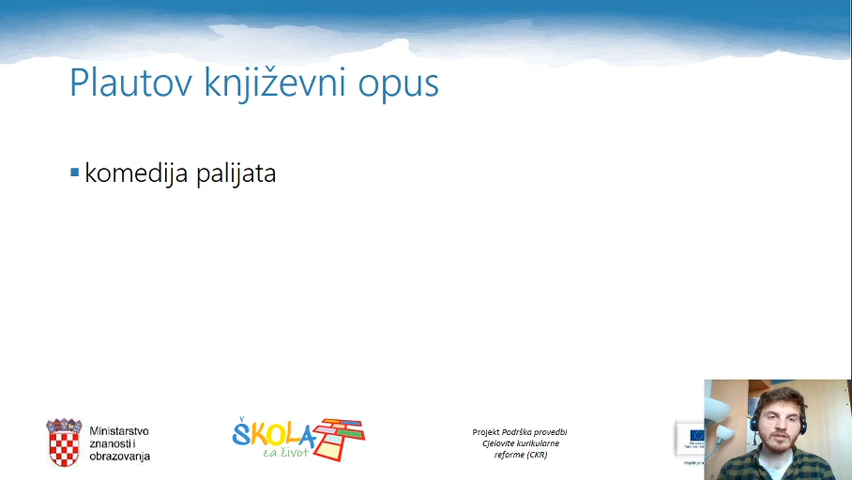 Plautov književni opus
komedija palijata
Ministarstvo
znanosti i
obrazovanja
ŠKOLA
za život
Projekt Podrška provedbi
Cjelovite kurikularne
reforme (CKR)